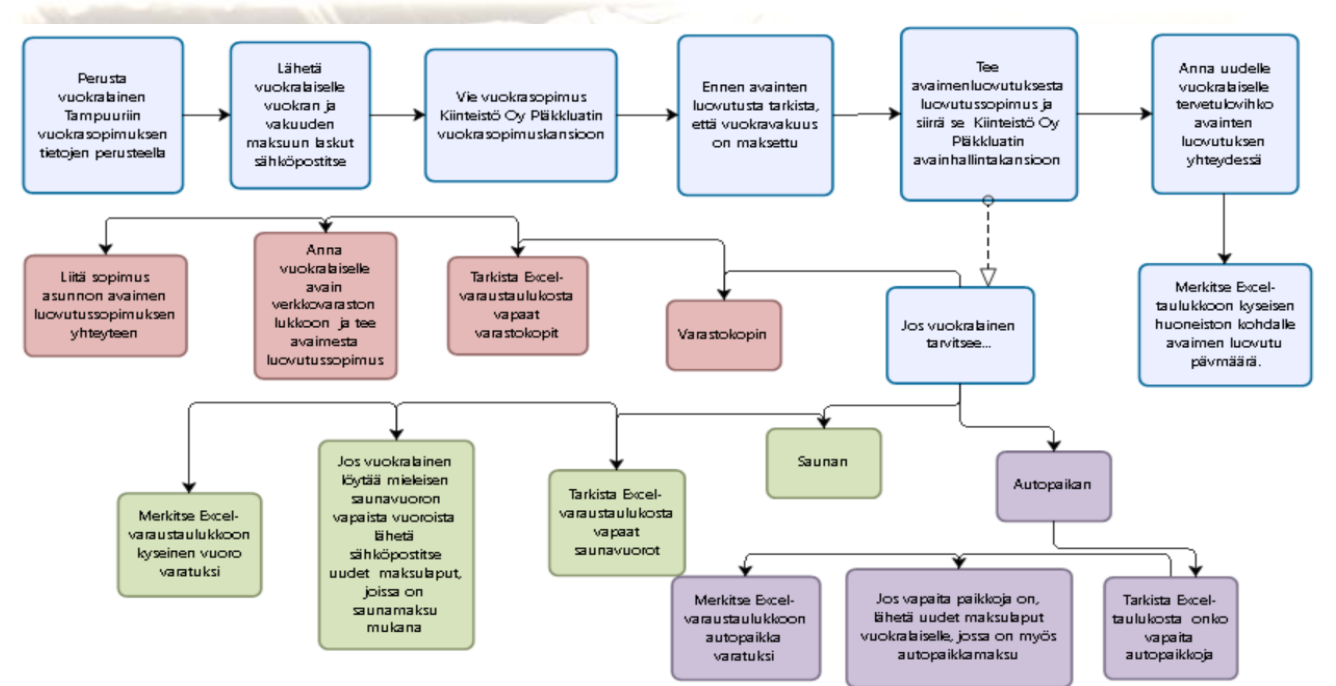 Perusta
vuokralainen
Tampuuriin
vuokrasopimuksen
tietojen perusteella
Lähetä
vuokralaiselle
vuokran ja
vakuuden
maksuun laskut
sähköpostitse
Vie vuokrasopimus
Kiinteistö Oy Pläkkluatin
vuokrasopimuskansioon
Ennen avainten
luovutusta tarkista,
että vuokravakuus
on maksettu
Tee
avaimenluovutuksesta
luovutussopimus ja
siirrä se Kiinteistö Oy
Pläkkluatin
avainhallintakansioon
Anna uudelle
vuokralaiselle
tervetulovihko
avainten
luovutuksen
yhteydessä
Liitä sopimus
asunnon avaimen
luovutussopimuksen
yhteyteen
Anna
vuokralaiselle
avain
verkkovaraston
lukkoon ja tee
avaimesta
luovutussopimus
Tarkista Excel-
varaustaulukosta
vapaat
varastokopit
Varastokopin
Jos vuokralainen
tarvitsee...
Merkitse Excel-
taulukkoon kyseisen
huoneiston kohdalle
avaimen luovutu
pävmäärä.
Merkitse Excel-
varaustaulukkoon
kyseinen vuoro
varatuksi
Jos vuokralainen
löytää mieleisen
saunavuoron
vapaista vuoroista
lähetä
sähköpostitse
uudet maksulaput,
joissa on
saunamaksu
mukana
Tarkista Excel-
varaustaulukosta
vapaat
saunavuorot
Saunan
Autopaikan
Merkitse Excel-
varaustaulukkoon
autopaikka
varatuksi
Jos vapaita paikkoja on,
lähetä uudet maksulaput
vuokralaiselle, jossa on myös
autopaikkamaksu
Tarkista Excel-
taulukosta onko
vapaita
autopaikkoja